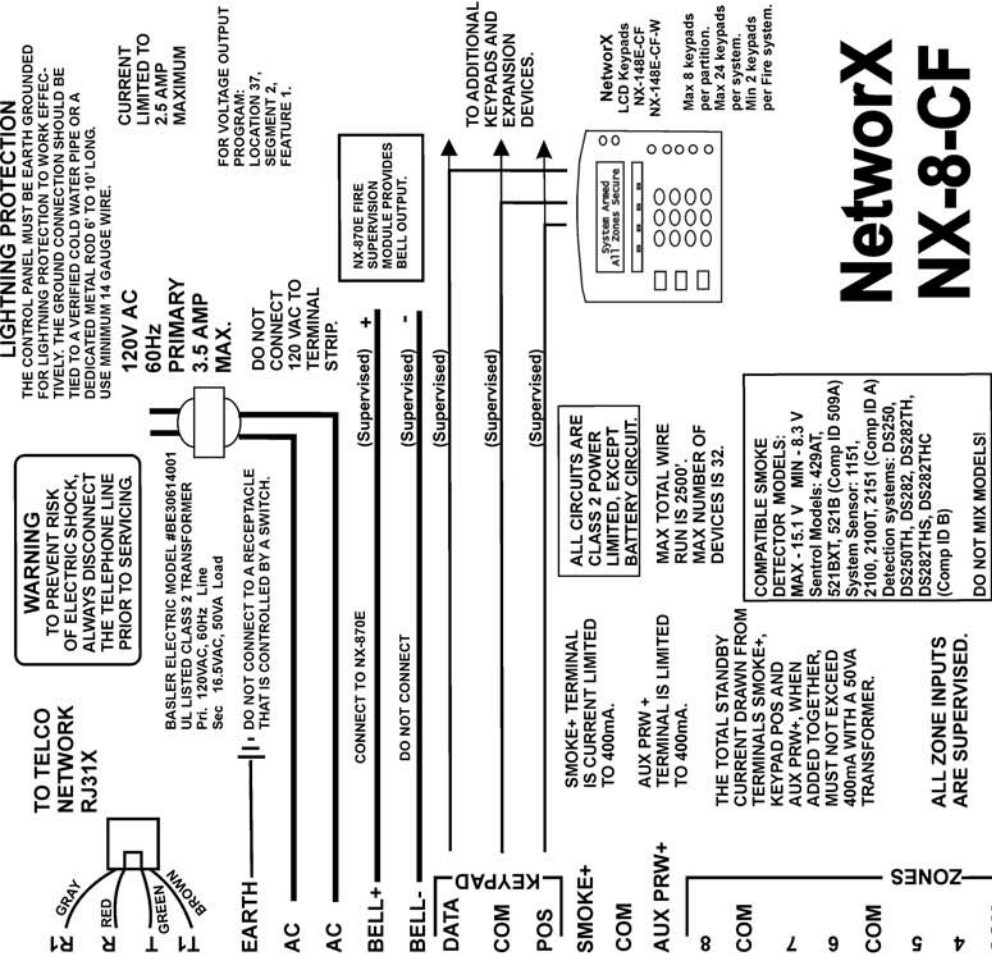 LIGHTNING PROTECTION
THE CONTROL PANEL MUST BE EARTH GROUNDED
FOR LIGHTNING PROTECTION TO WORK EFFEC-
TIVELY. THE GROUND CONNECTION SHOULD BE
TIED TO A VERIFIED COLD WATER PIPE OR A
DEDICATED METAL ROD 6' TO 10' LONG.
USE MINIMUM 14 GAUGE WIRE.
CURRENT
LIMITED TO
2.5 AMP
MAXIMUM
FOR VOLTAGE OUTPUT
PROGRAM:
LOCATION 37,
SEGMENT 2,
FEATURE 1.
TO ADDITIONAL
KEYPADS AND
EXPANSION
DEVICES.
NetworX
LCD Keypads
NX-148E-CF
NX-148E-CF-W
Max 8 keypads
per partition.
Max 24 keypads
per system.
Min 2 keypads
per Fire system.
NetworX
NX-8-CF
120V AC
60Hz
PRIMARY
3.5 AMP
MAX.
DO NOT
CONNECT
120 VAC TO
TERMINAL
STRIP.
NX-870E FIRE
SUPERVISION
MODULE PROVIDES
BELL OUTPUT.
System Armed
All Zones Secure
WARNING
TO PREVENT RISK
OF ELECTRIC SHOCK,
ALWAYS DISCONNECT
THE TELEPHONE LINE
PRIOR TO SERVICING.
BASLER ELECTRIC MODEL #BE30614001
UL LISTED CLASS 2 TRANSFORMER
Pri. 120VAC, 60Hz Line
Sec 16.5VAC, 50VA Load
DO NOT CONNECT TO A RECEPTACLE
THAT IS CONTROLLED BY A SWITCH.
CONNECT TO NX-870E
(Supervised) +
DO NOT CONNECT
(Supervised) -
(Supervised)
(Supervised)
(Supervised)
ALL CIRCUITS ARE
CLASS 2 POWER
LIMITED, EXCEPT
BATTERY CIRCUIT.
MAX TOTAL WIRE
RUN IS 2500'.
MAX NUMBER OF
DEVICES IS 32.
COMPATIBLE SMOKE
DETECTOR MODELS:
MAX - 15.1 V MIN - 8.3 V
Sentrol Models: 429AT,
521BXT, 521B (Comp ID 509A)
System Sensor: 1151,
2100, 2100T, 2151 (Comp ID A)
Detection systems: DS250,
DS250TH, DS282, DS282TH,
DS282THS, DS282THC
(Comp ID B)
DO NOT MIX MODELS!
TO TELCO
NETWORK
RJ31X
GRAY
RED
GREEN
BROWN
R1
R
T
T1
EARTH
AC
AC
BELL+
BELL-
DATA
COM
POS
KEYPAD
SMOKE+
COM
AUX PRW+
SMOKE+ TERMINAL
IS CURRENT LIMITED
TO 400mA.
AUX PRW +
TERMINAL IS LIMITED
TO 400mA.
THE TOTAL STANDBY
CURRENT DRAWN FROM
TERMINALS SMOKE+,
KEYPAD POS AND
AUX PRW+, WHEN
ADDED TOGETHER,
MUST NOT EXCEED
400mA WITH A 50VA
TRANSFORMER.
ALL ZONE INPUTS
ARE SUPERVISED.
8
COM
7
6
COM
5
4
ZONES